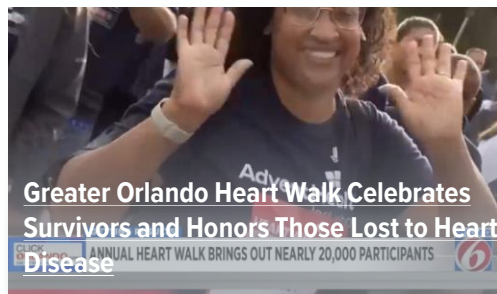 Greater Orlando Heart Walk Celebrates
Survivors and Honors Those Lost to Heart
Disease
CLICK
ANNUAL HEART WALK BRINGS OUT NEARLY 20,000 PARTICIPANTS
6